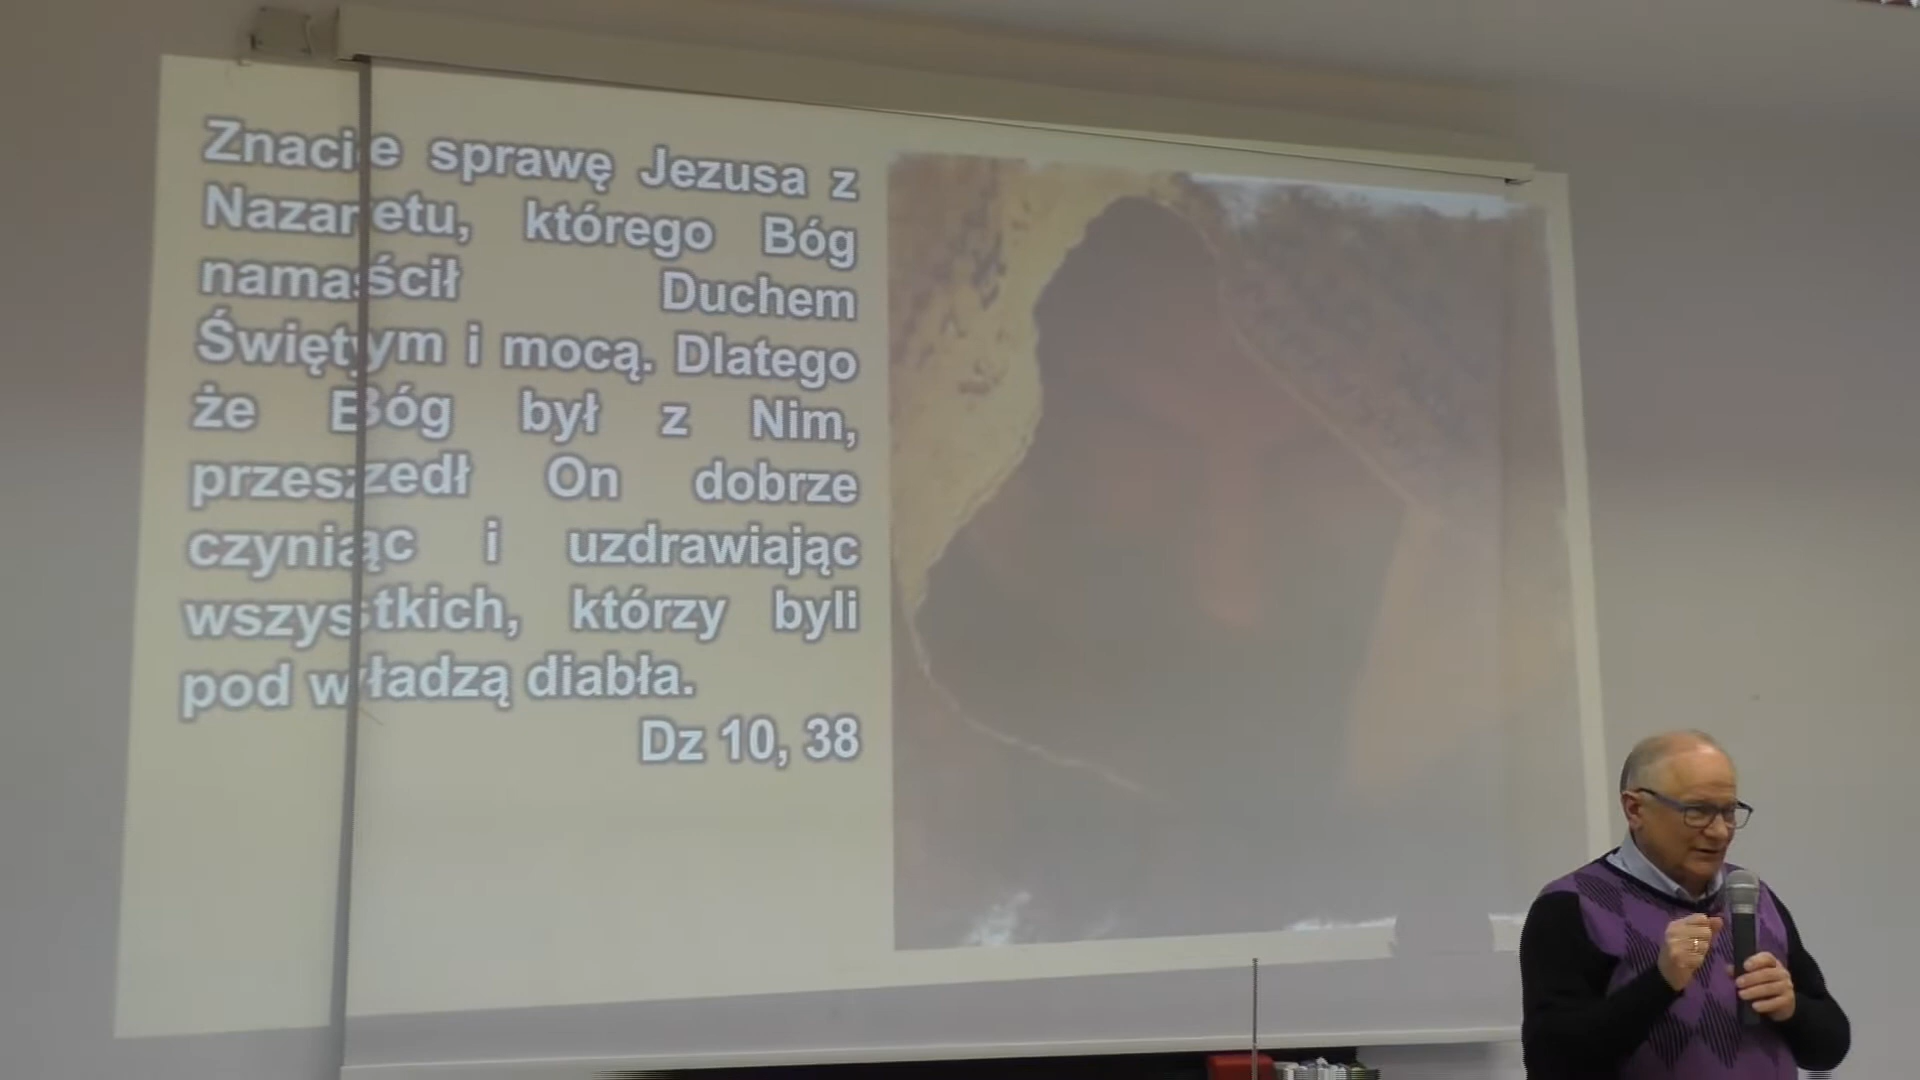 Znacie sprawę Jezusa z
Nazaretu, którego Bóg
namaścił Duchem
Świętym i mocą. Dlatego
że Bóg był z Nim,
przeszedł On dobrze
czyniąc i uzdrawiając
wszystkich, którzy byli
pod władzą diabła.
Dz 10, 38